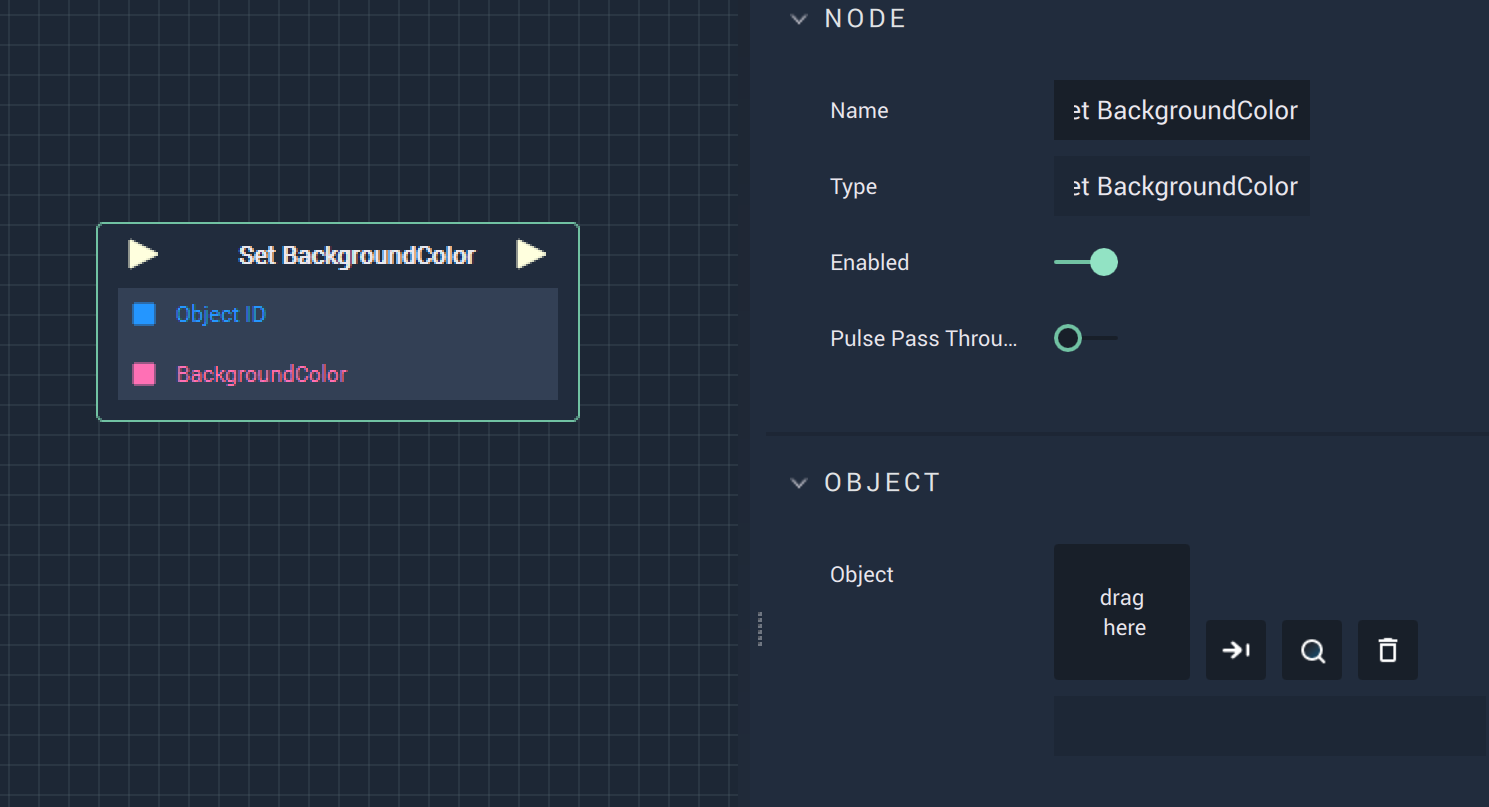 Set BackgroundColor
Object ID
BackgroundColor
NODE
Name
et BackgroundColor
Type
et BackgroundColor
Enabled
Pulse Pass Throu...
OBJECT
Object
drag
here